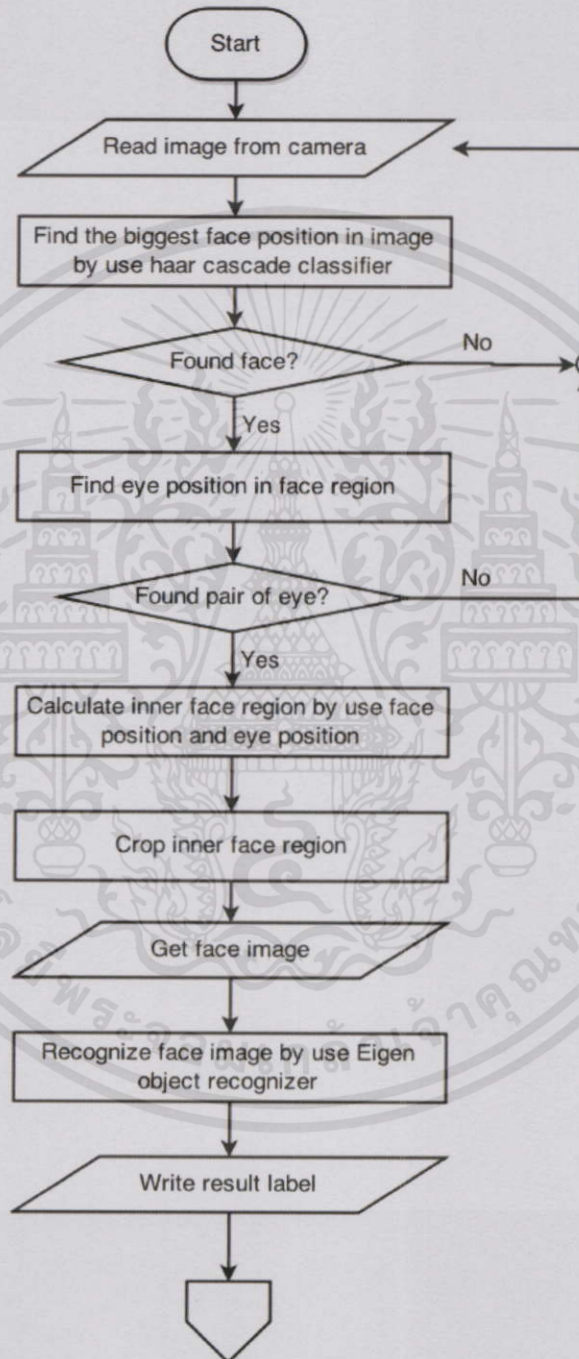 Start
Read image from camera
Find the biggest face position in image
by use haar cascade classifier
Found face?
No
Yes
Find eye position in face region
Found pair of eye?
No
Yes
Calculate inner face region by use face
position and eye position
Crop inner face region
Get face image
Recognize face image by use Eigen
object recognizer
Write result label